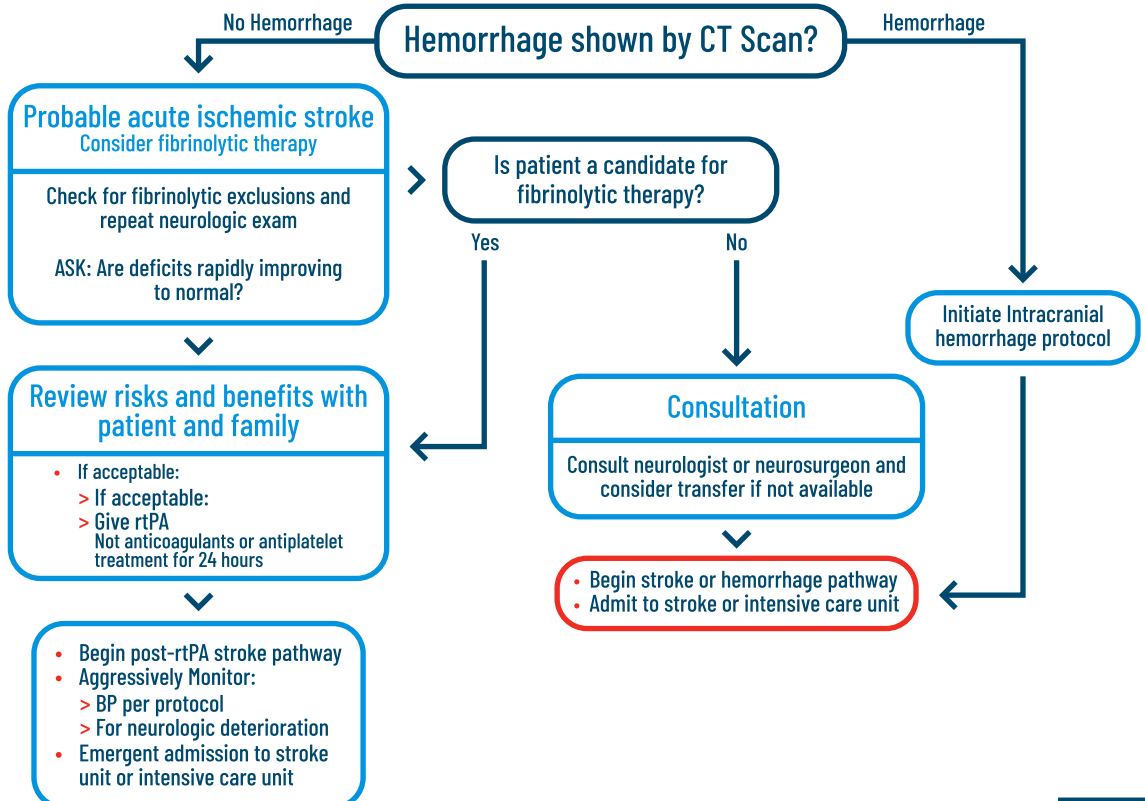 No Hemorrhage
Hemorrhage shown by CT Scan?
Hemorrhage
Probable acute ischemic stroke
Consider fibrinolytic therapy
Check for fibrinolytic exclusions and
repeat neurologic exam
ASK: Are deficits rapidly improving
to normal?
Is patient a candidate for
fibrinolytic therapy?
Yes
No
Initiate Intracranial
hemorrhage protocol
Review risks and benefits with
patient and family
• If acceptable:
> If acceptable:
> Give rtPA
Not anticoagulants or antiplatelet
treatment for 24 hours
Consultation
Consult neurologist or neurosurgeon and
consider transfer if not available
• Begin stroke or hemorrhage pathway
• Admit to stroke or intensive care unit
• Begin post-rtPA stroke pathway
• Aggressively Monitor:
> BP per protocol
> For neurologic deterioration
• Emergent admission to stroke
unit or intensive care unit